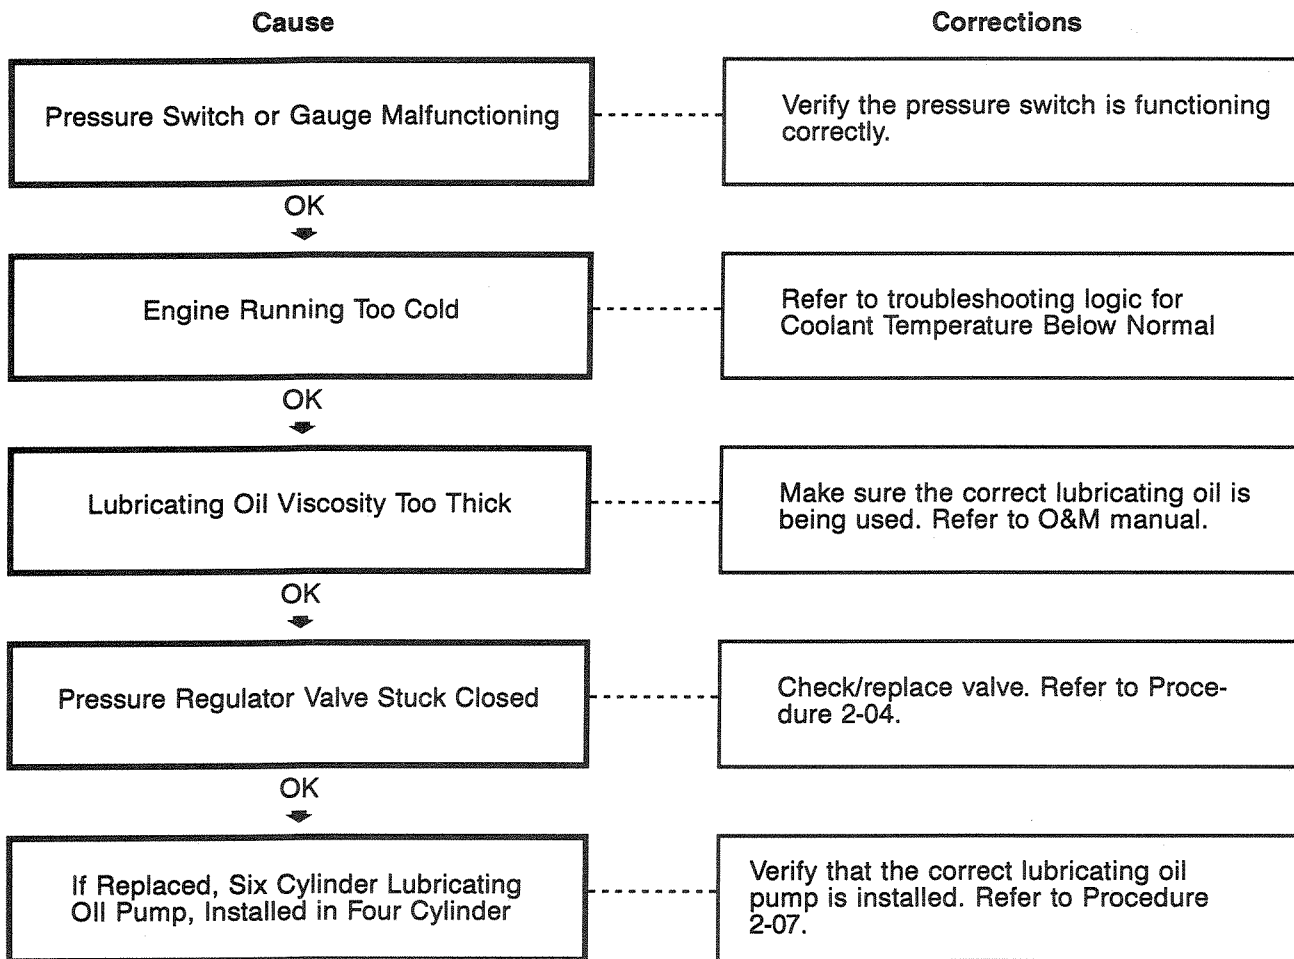 Cause
Corrections
Pressure Switch or Gauge Malfunctioning
Verify the pressure switch is functioning
correctly.
OK
Engine Running Too Cold
Refer to troubleshooting logic for
Coolant Temperature Below Normal
OK
Lubricating Oil Viscosity Too Thick
Make sure the correct lubricating oil is
being used. Refer to O&M manual.
OK
Pressure Regulator Valve Stuck Closed
Check/replace valve. Refer to Proce-
dure 2-04.
OK
If Replaced, Six Cylinder Lubricating
OIl Pump, Installed in Four Cylinder
Verify that the correct lubricating oil
pump is installed. Refer to Procedure
2-07.